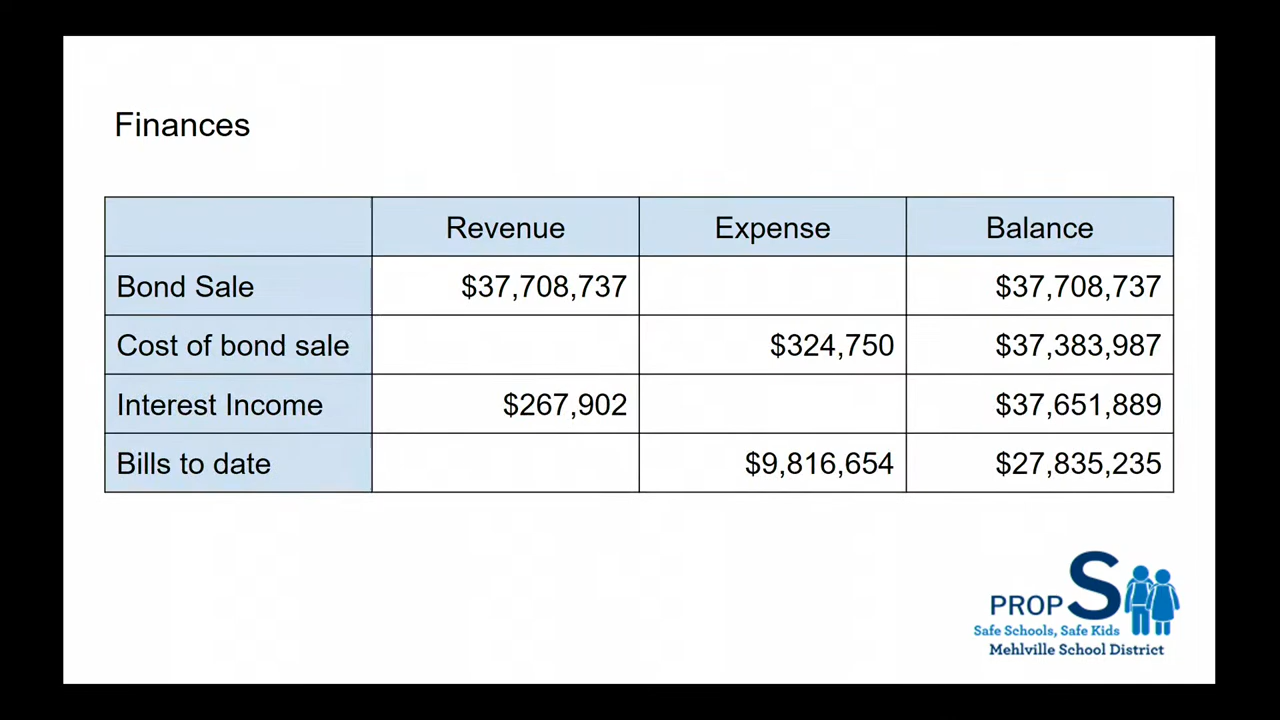 Finances
Revenue Expense Balance
Bond Sale $37,708,737 $37,708,737
Cost of bond sale $324,750 $37,383,987
Interest Income $267,902 $37,651,889
Bills to date $9,816,654 $27,835,235
PROP S
Safe Schools, Safe Kids
Mehlville School District